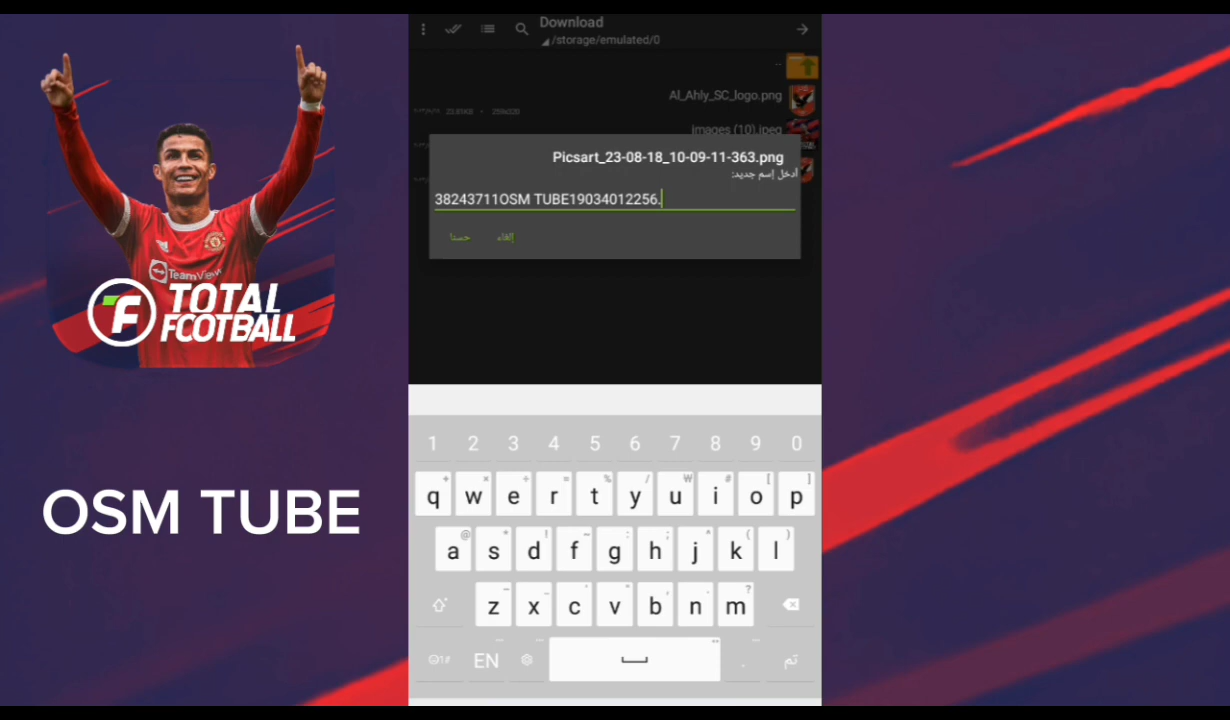 Download
/storage/emulated/0
..
Al_Ahly_SC_logo.png
images (10).jpeg
Picsart_23-08-18_10-09-11-363.png
أدخل إسم جديد:
38243711OSM TUBE19034012256.
إلغاء
حسنا
TeamView
TOTAL
FOOTBALL
OSM TUBE
1 2 3 4 5 6 7 8 9 0
q w e r t y u i o p
a s d f g h j k l
z x c v b n m
EN
تم